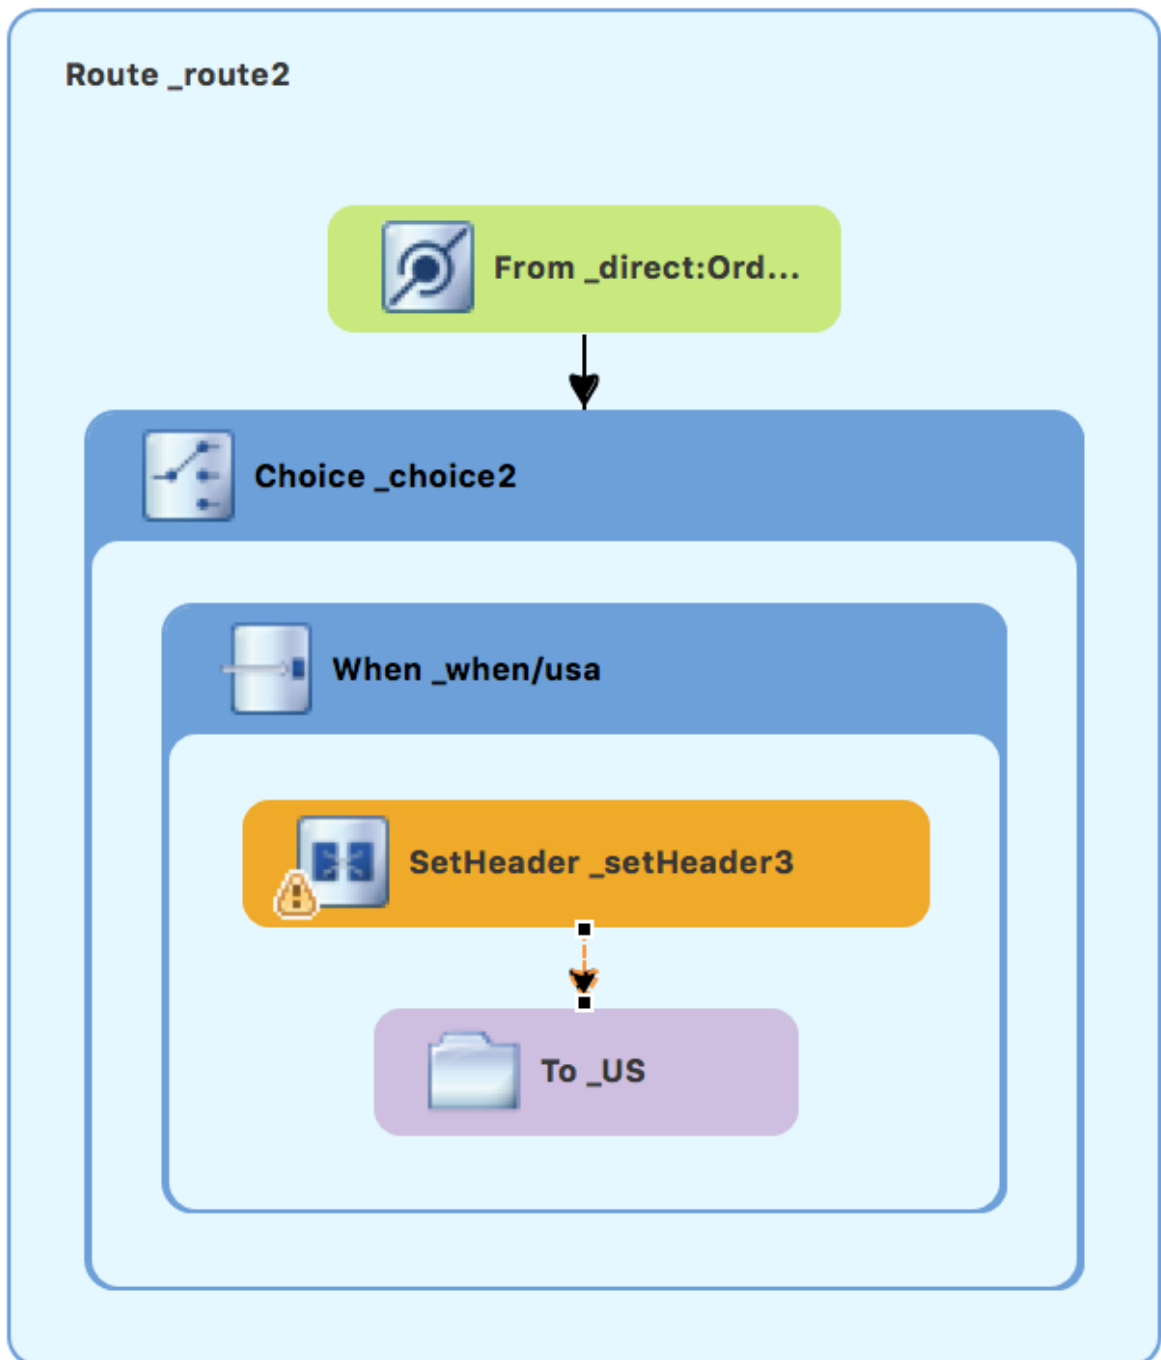 Route _route2
From _direct:Ord...
Choice _choice2
When _when/usa
SetHeader _setHeader3
To _US